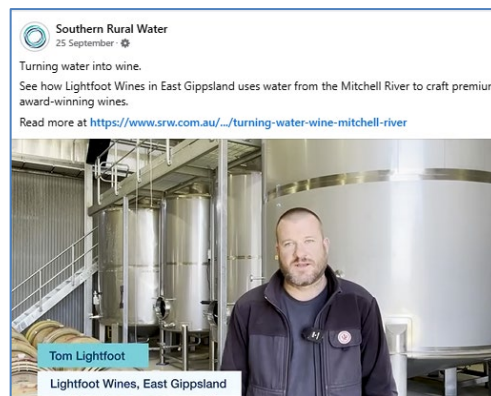 Southern Rural Water
25 September ·
Turning water into wine.
See how Lightfoot Wines in East Gippsland uses water from the Mitchell River to craft premium
award-winning wines.
Read more at https://www.srw.com.au/.../turning-water-wine-mitchell-river
Tom Lightfoot
Lightfoot Wines, East Gippsland